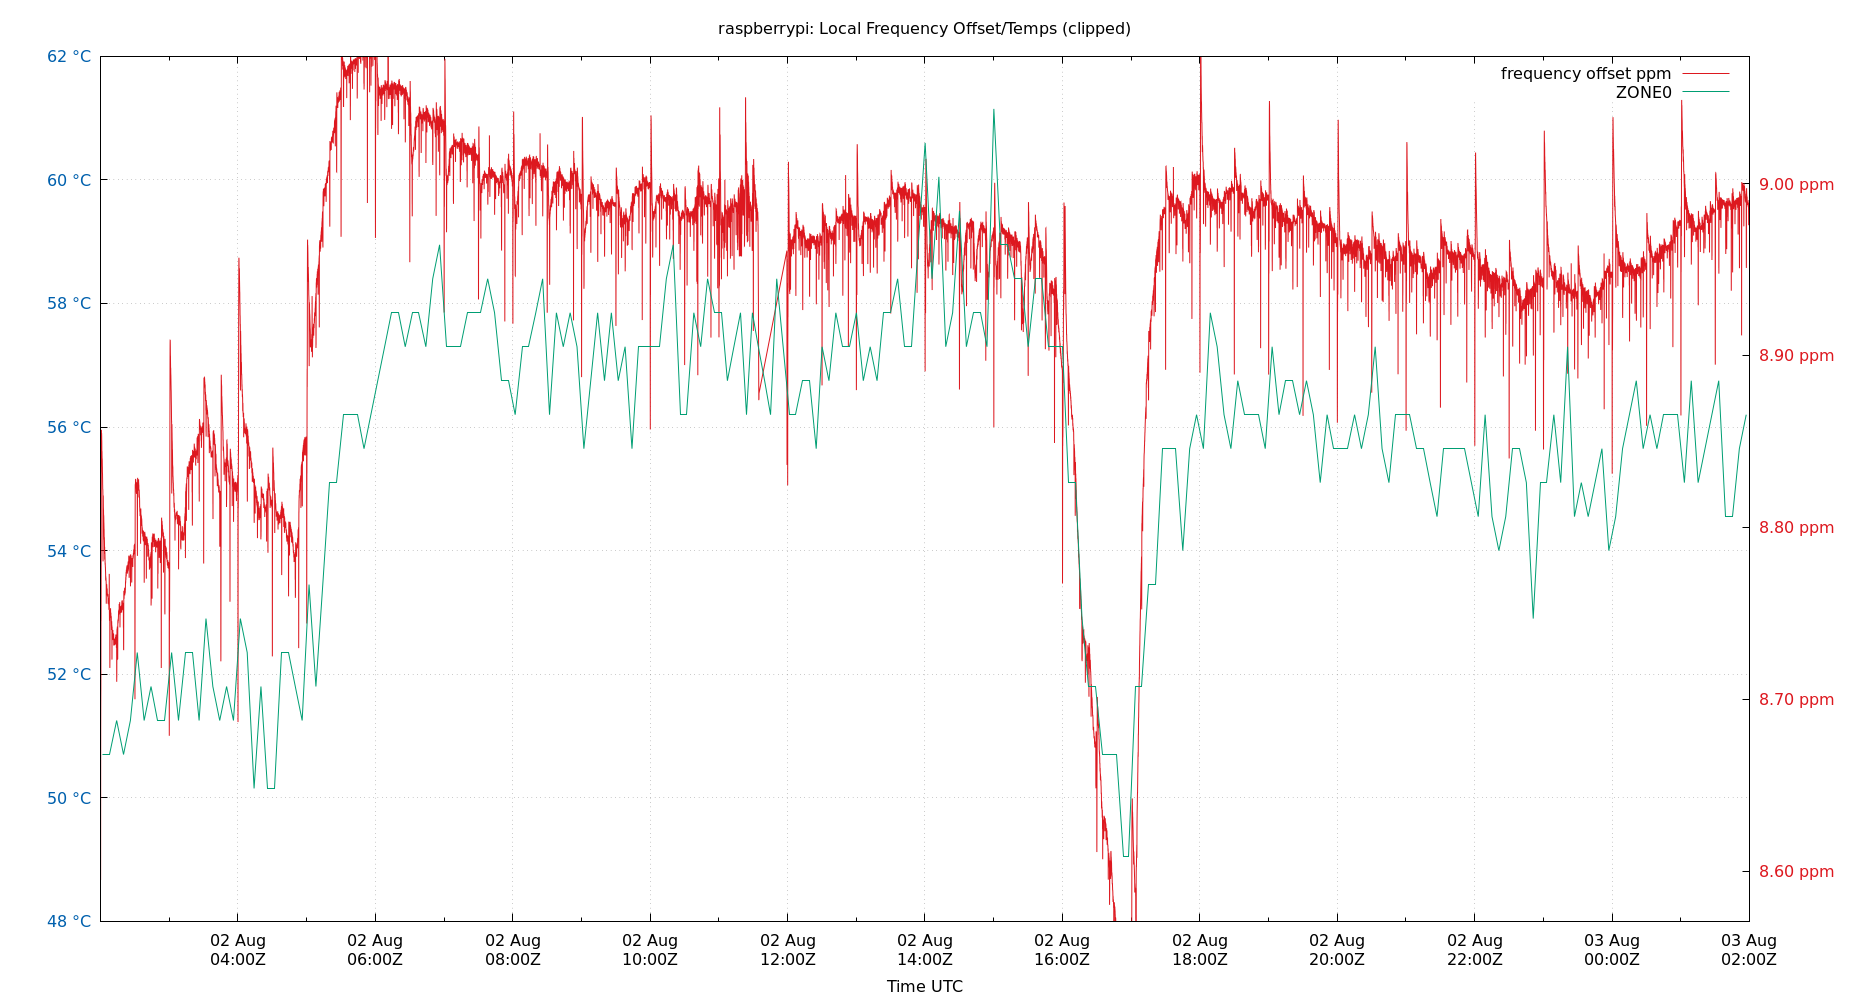 raspberrypi: Local Frequency Offset/Temps (clipped)
frequency offset ppm
ZONE0
62 °C
60 °C
58 °C
56 °C
54 °C
52 °C
50 °C
48 °C
9.00 ppm
8.90 ppm
8.80 ppm
8.70 ppm
8.60 ppm
02 Aug 02 Aug 02 Aug 02 Aug 02 Aug 02 Aug 02 Aug 02 Aug 02 Aug 02 Aug 03 Aug 03 Aug
04:00Z 06:00Z 08:00Z 10:00Z 12:00Z 14:00Z 16:00Z 18:00Z 20:00Z 22:00Z 00:00Z 02:00Z
Time UTC